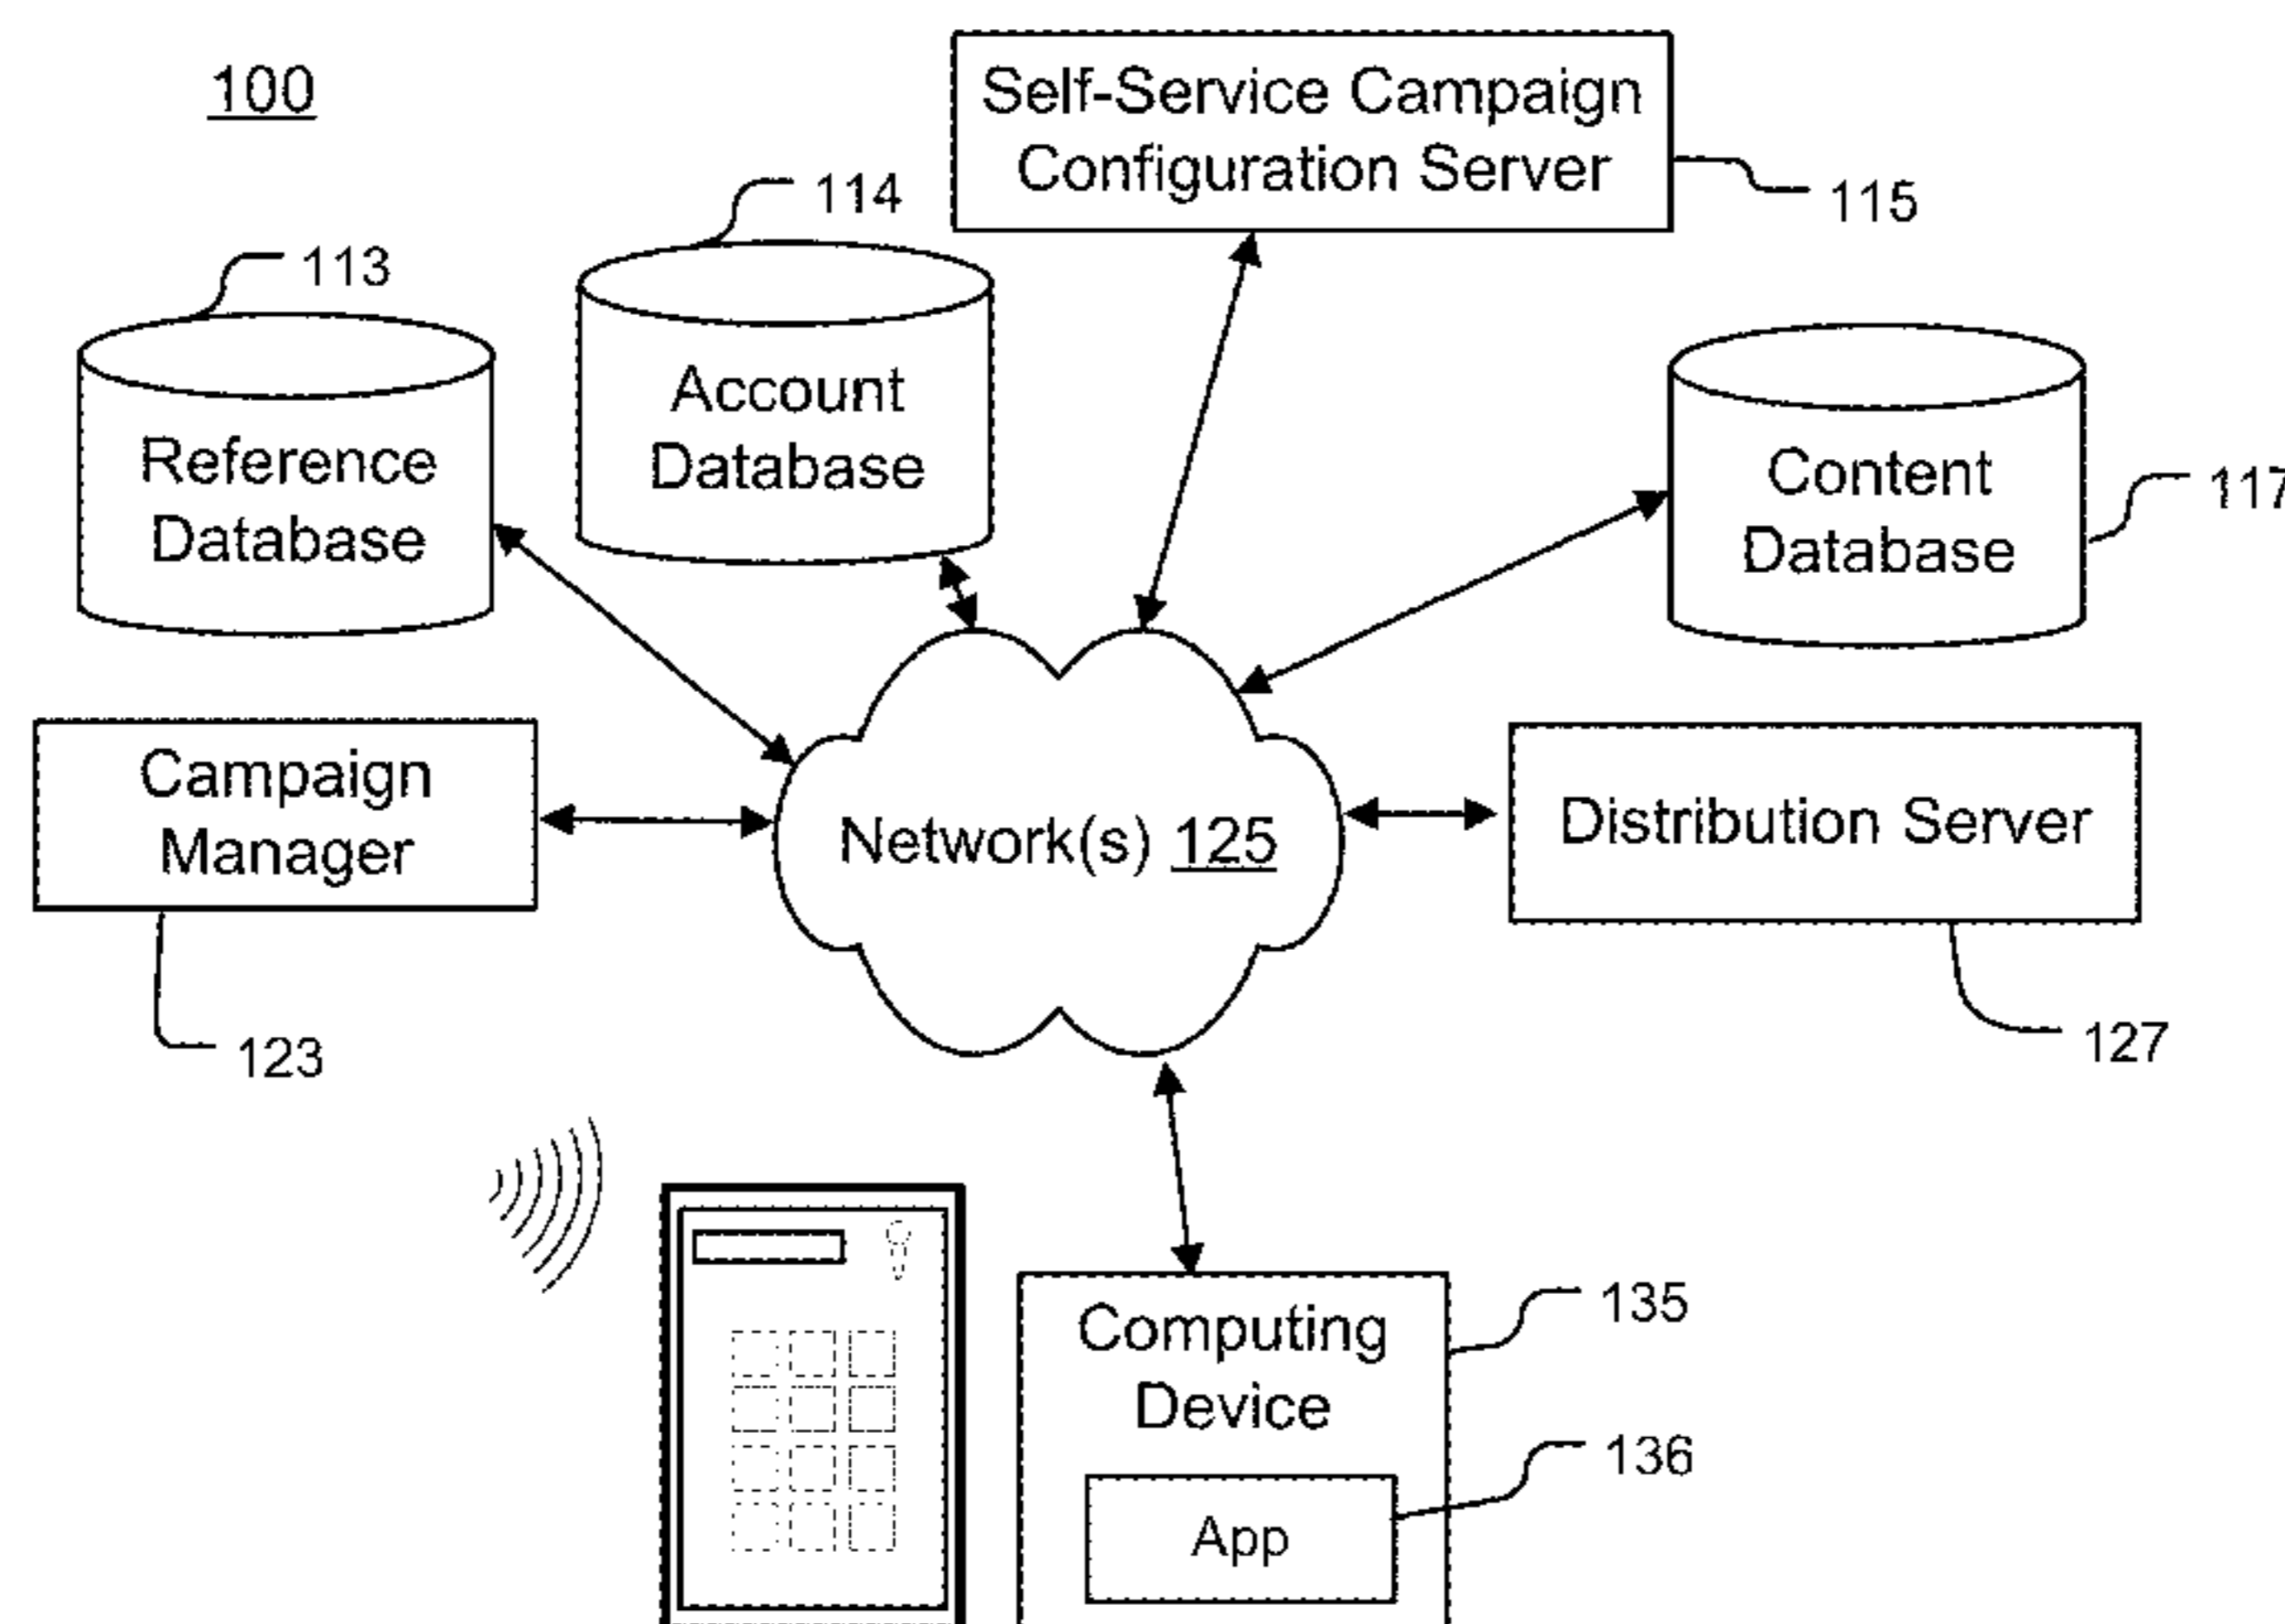 100
Self-Service Campaign
Configuration Server
115
114
113
Account
Database
Reference
Database
Content
Database
117
Campaign
Manager
Network(s) 125
Distribution Server
123
127
Computing
Device
135
136
App